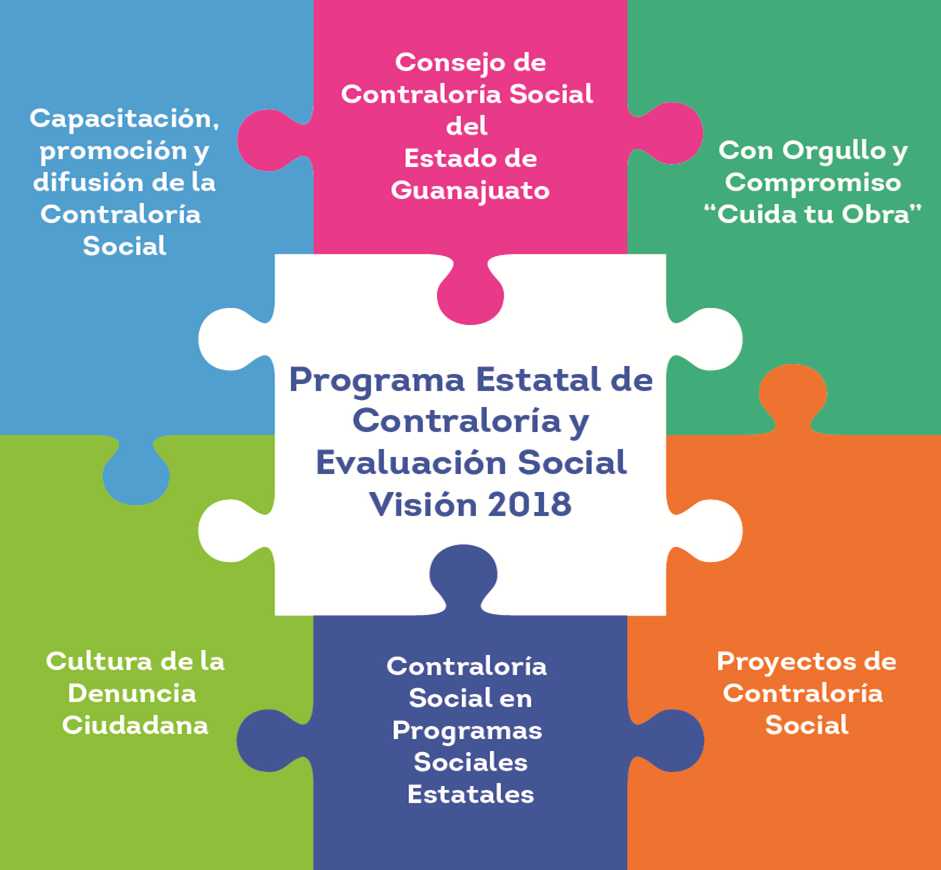 Capacitación,
promoción y
difusión de la
Contraloría
Social
Consejo de
Contraloría Social
del
Estado de
Guanajuato
Con Orgullo y
Compromiso
“Cuida tu Obra”
Programa Estatal de
Contraloría y
Evaluación Social
Visión 2018
Cultura de la
Denuncia
Ciudadana
Contraloría
Social en
Programas
Sociales
Estatales
Proyectos de
Contraloría
Social